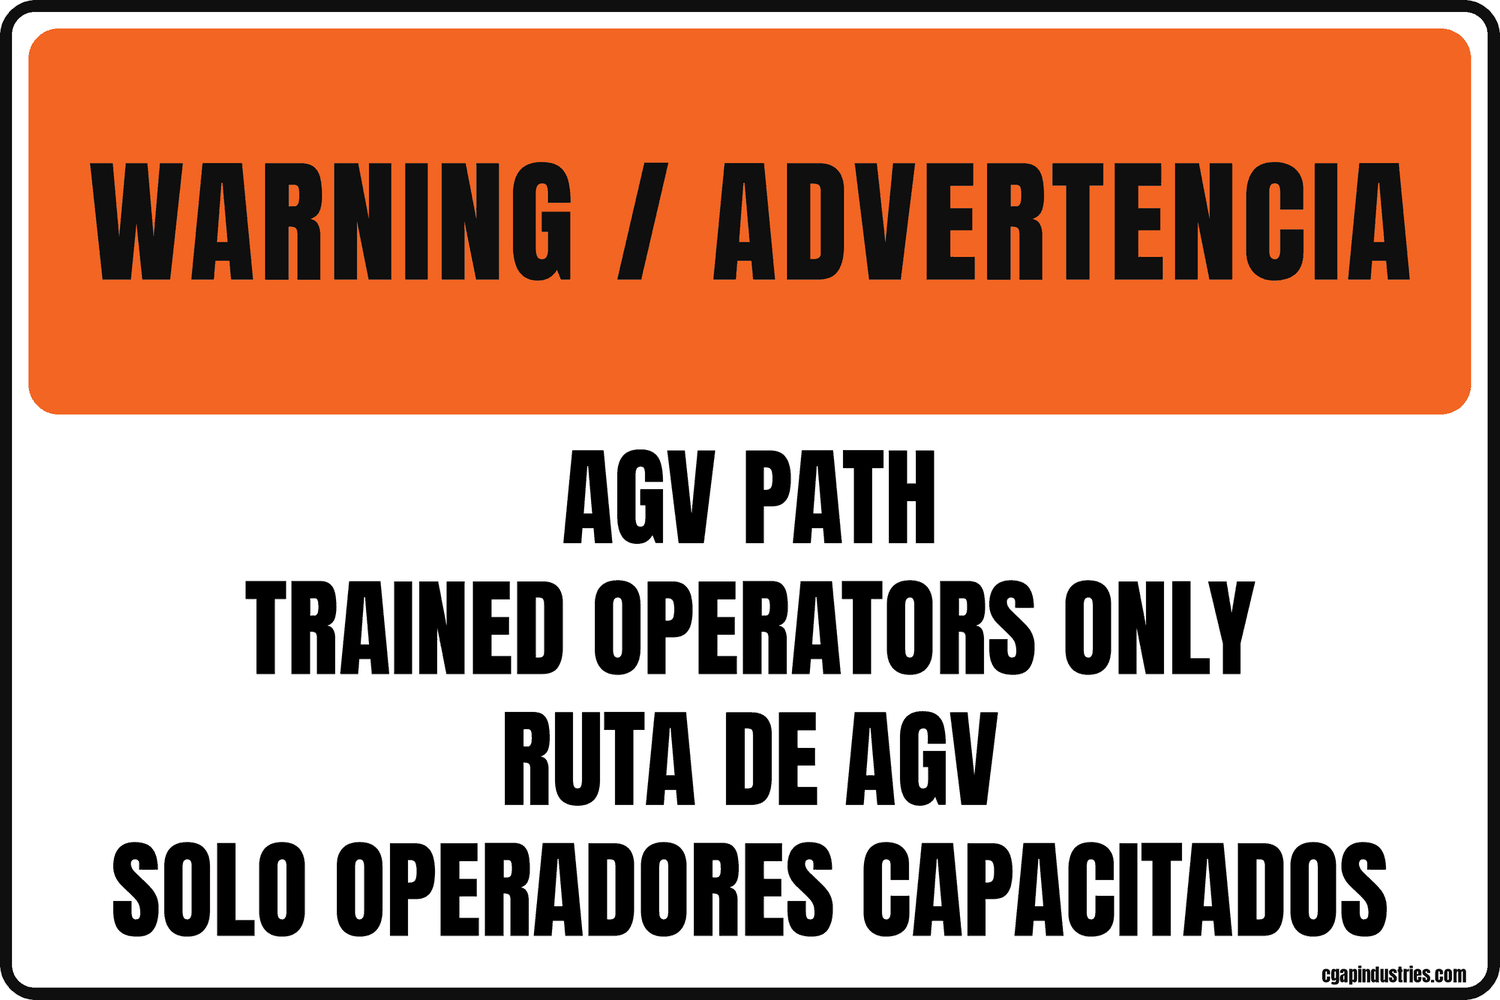 WARNING / ADVERTENCIA
AGV PATH
TRAINED OPERATORS ONLY
RUTA DE AGV
SOLO OPERADORES CAPACITADOS
cgapindustries.com